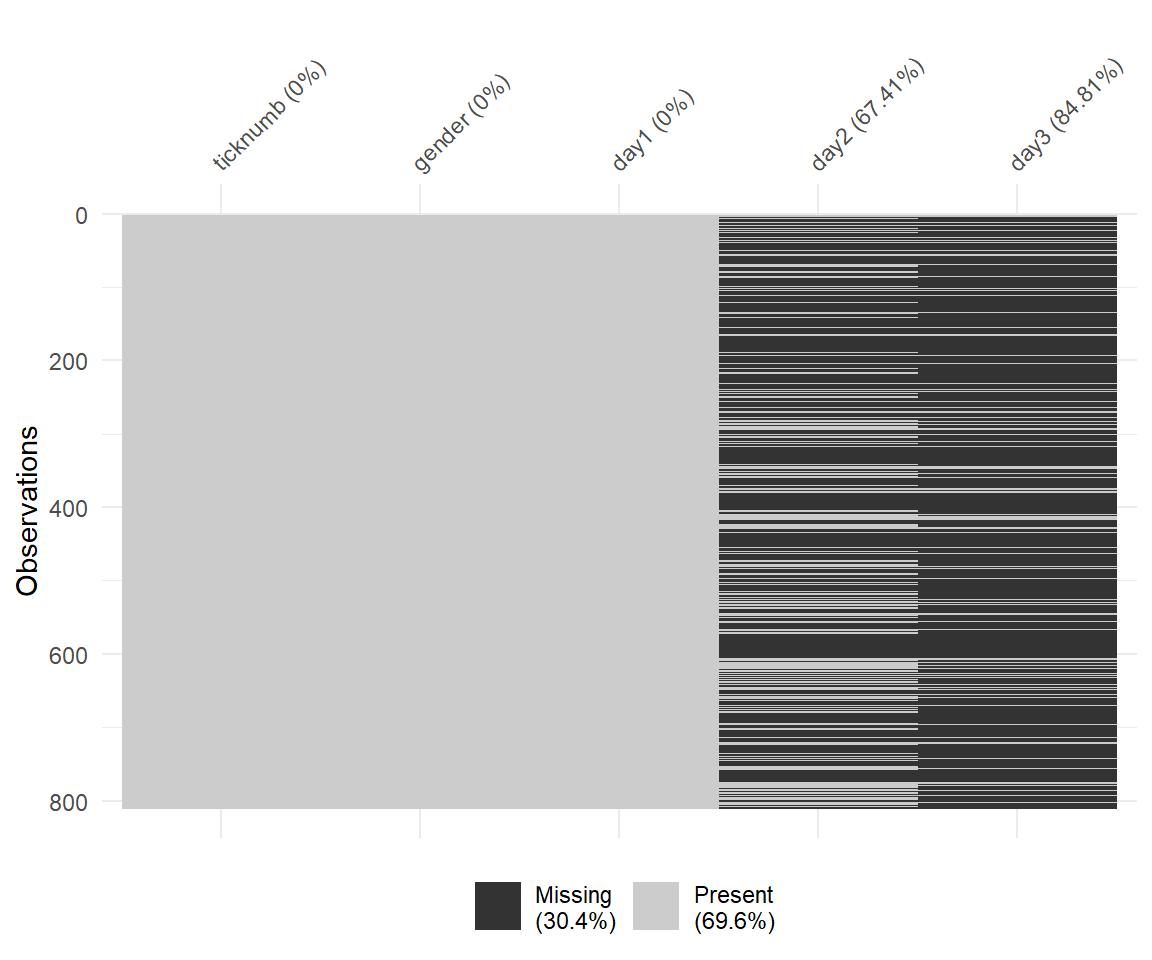 ticknumb (0%)
gender (0%)
day1 (0%)
day2 (67.41%)
day3 (84.81%)
0
200
400
600
800
Observations
Missing
(30.4%)
Present
(69.6%)